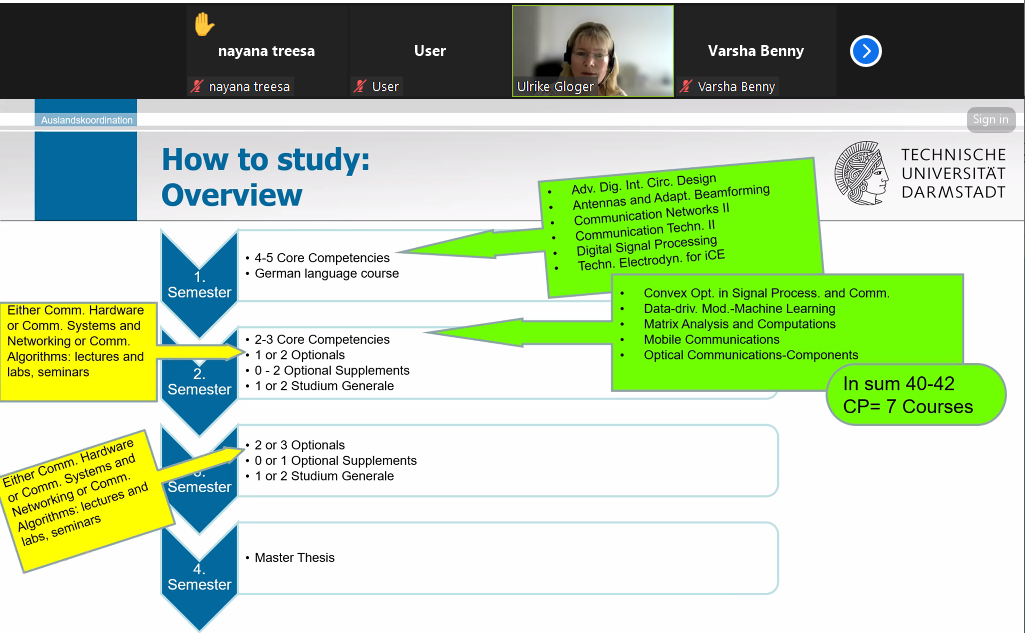 nayana treesa
User
Varsha Benny
nayana treesa
User
Ulrike Gloger
Varsha Benny
Auslandskoordination
Sign in
How to study:
Overview
TECHNISCHE
UNIVERSITÄT
DARMSTADT
• Adv. Dig. Int. Circ. Design
• Antennas and Adapt. Beamforming
• Communication Networks II
• Communication Techn. II
• Digital Signal Processing
• Techn. Electrodyn. for iCE
1.
Semester
• 4-5 Core Competencies
• German language course
• Convex Opt. in Signal Process. and Comm.
• Data-driv. Mod.-Machine Learning
• Matrix Analysis and Computations
• Mobile Communications
• Optical Communications-Components
In sum 40-42
CP= 7 Courses
Either Comm. Hardware
or Comm. Systems and
Networking or Comm.
Algorithms: lectures and
labs, seminars
2.
Semester
• 2-3 Core Competencies
• 1 or 2 Optionals
• 0 - 2 Optional Supplements
• 1 or 2 Studium Generale
Either Comm. Hardware
or Comm. Systems and
Networking or Comm.
Algorithms: lectures and
labs, seminars
Semester
• 2 or 3 Optionals
• 0 or 1 Optional Supplements
• 1 or 2 Studium Generale
4.
Semester
• Master Thesis